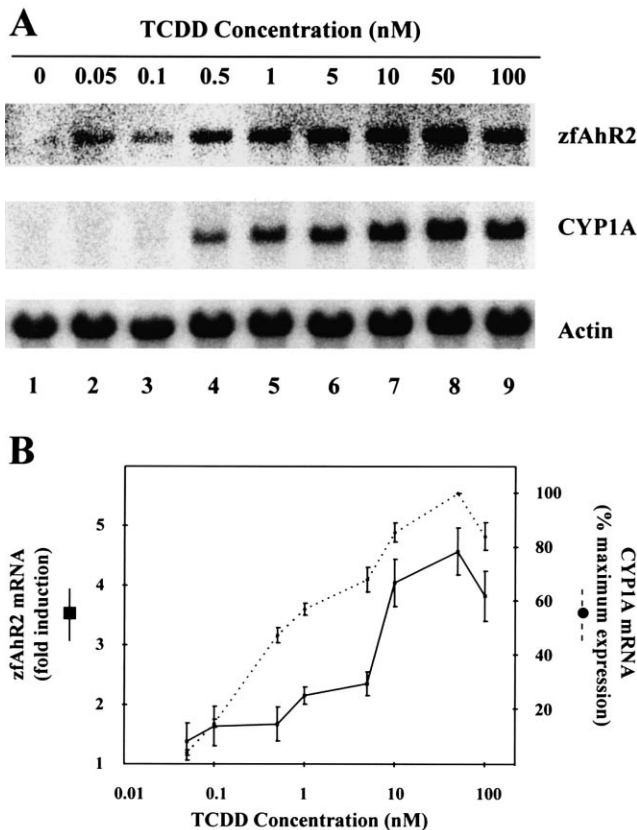 A
TCDD Concentration (nM)
0 0.05 0.1 0.5 1 5 10 50 100
zfAhR2
CYP1A
Actin
1 2 3 4 5 6 7 8 9
B
zfAhR2 mRNA
(fold induction)
5
4
3
2
1
100
80
60
40
20
CYP1A mRNA
(% maximum expression)
0.01 0.1 1 10 100
TCDD Concentration (nM)